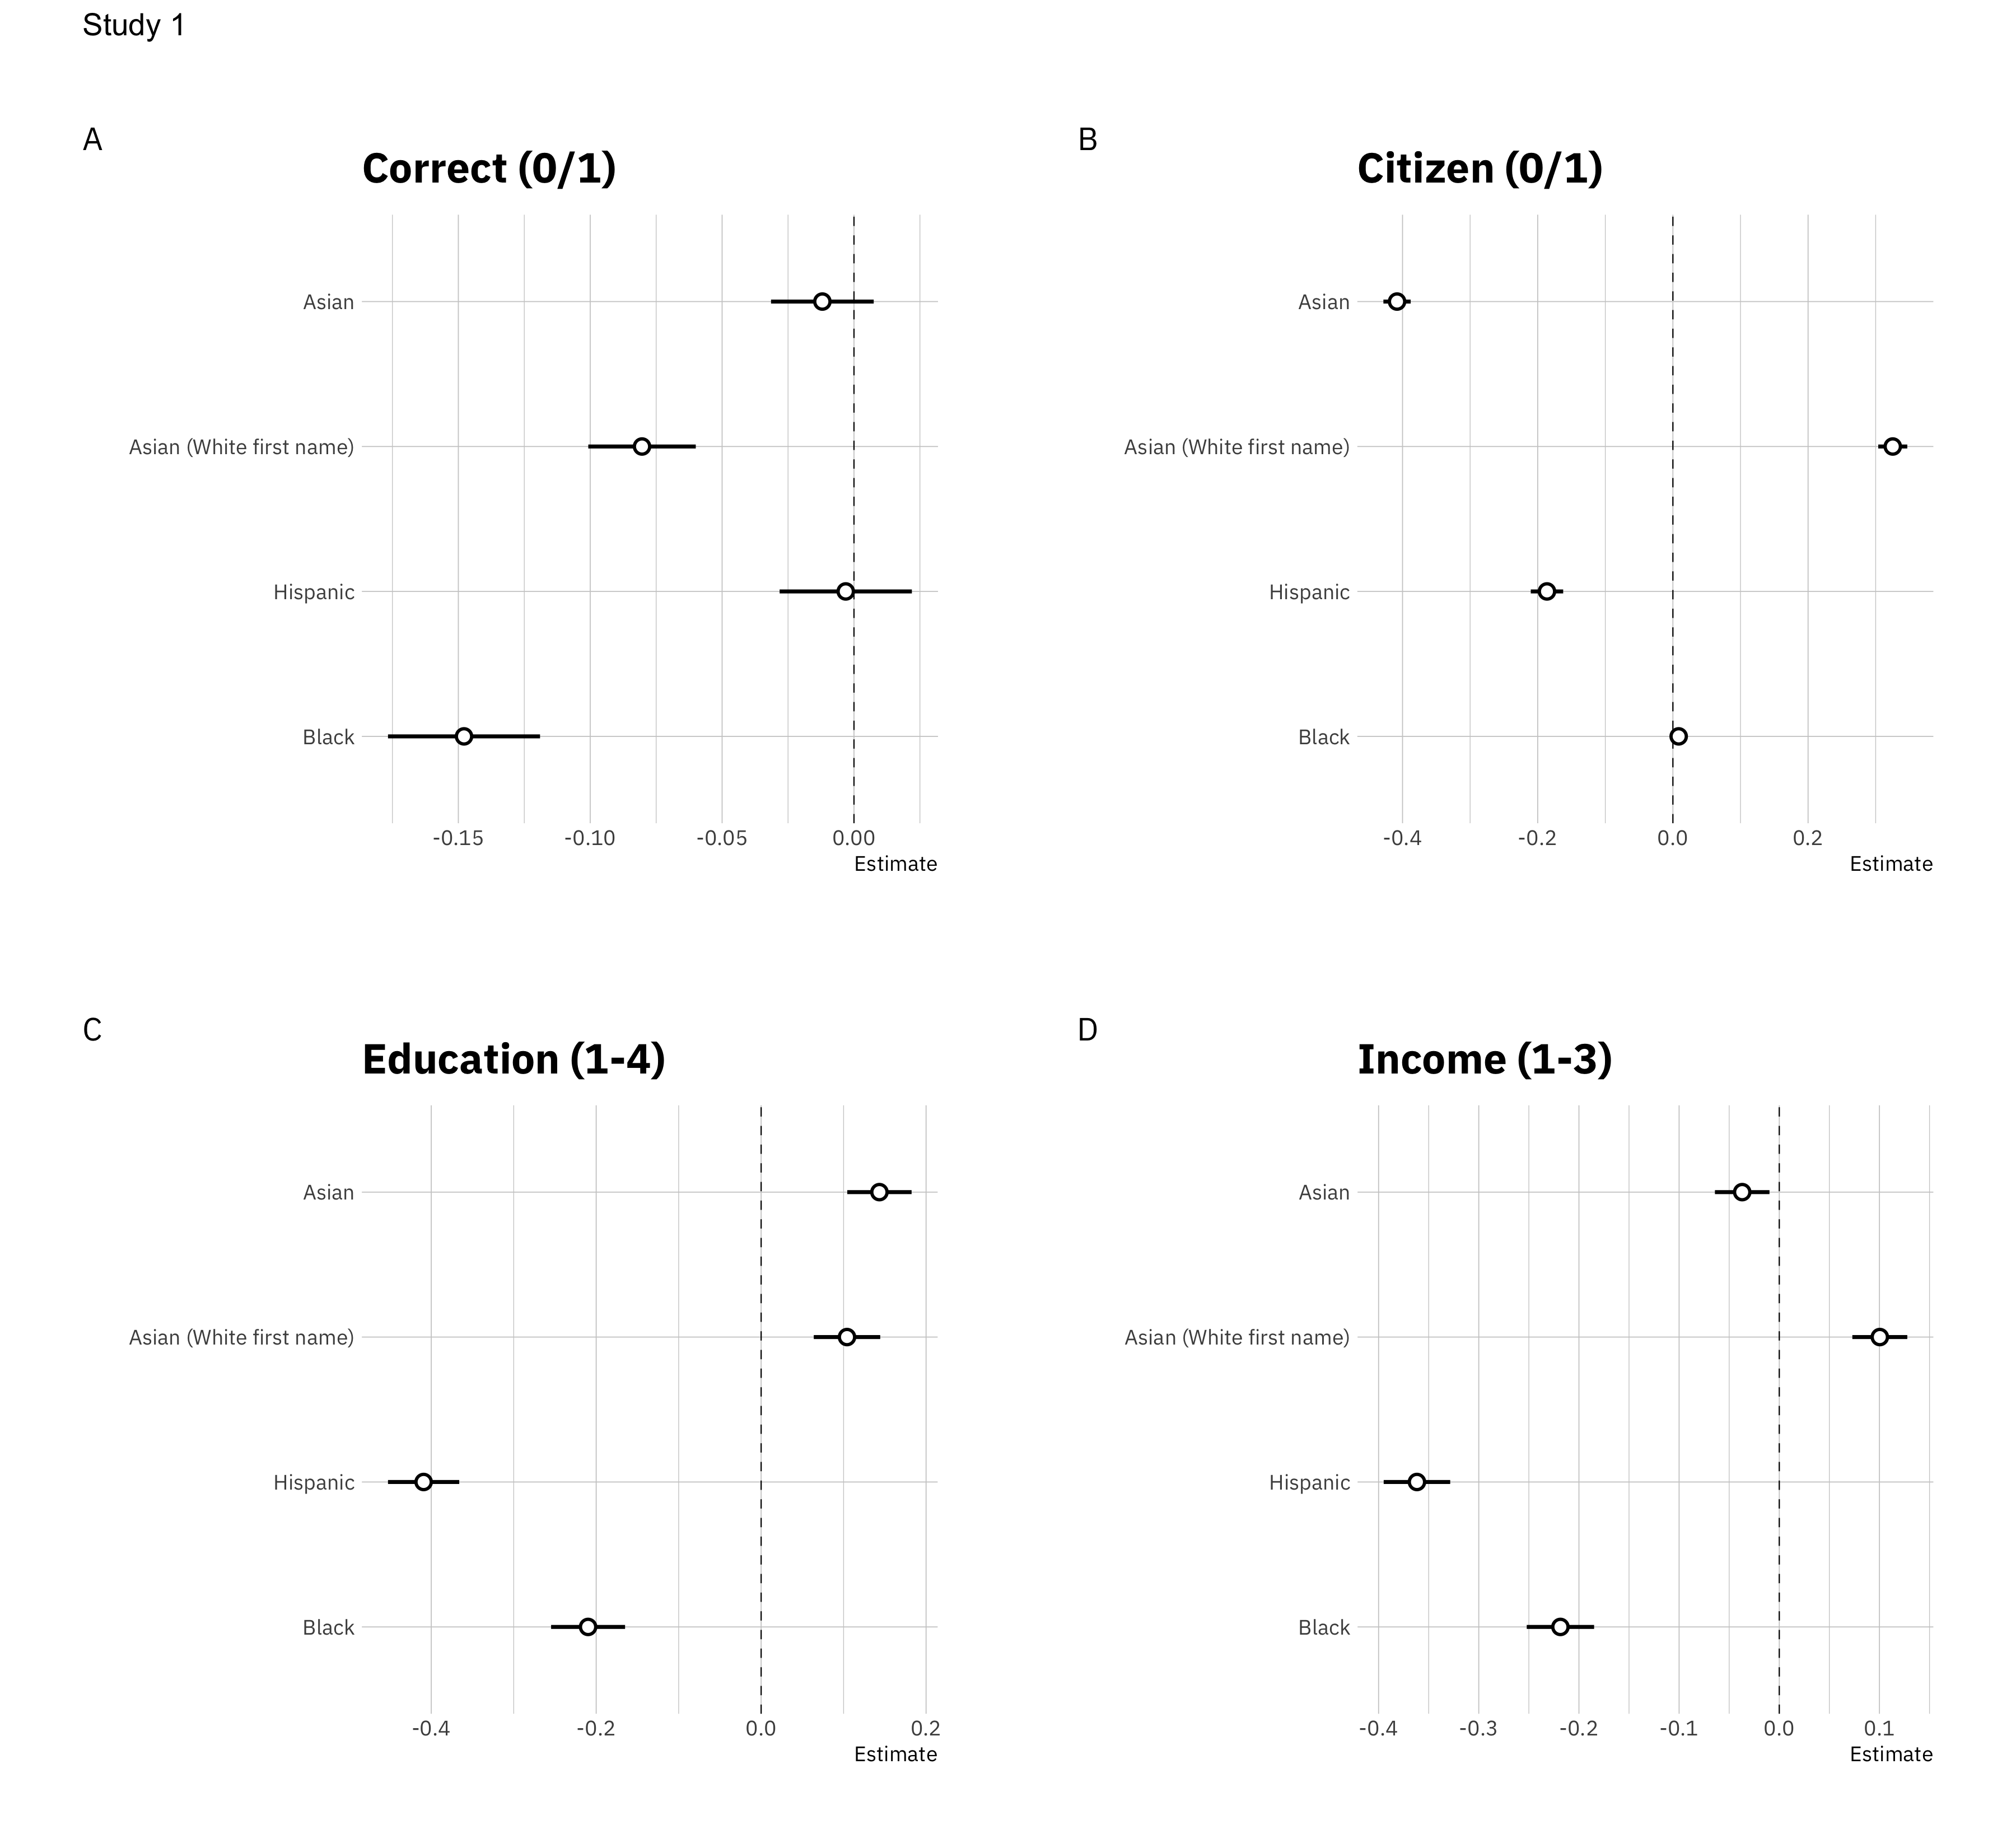 Study 1
A
Correct (0/1)
Asian
Asian (White first name)
Hispanic
Black
-0.15 -0.10 -0.05 0.00
Estimate
B
Citizen (0/1)
Asian
Asian (White first name)
Hispanic
Black
-0.4 -0.2 0.0 0.2
Estimate
C
Education (1-4)
Asian
Asian (White first name)
Hispanic
Black
-0.4 -0.2 0.0 0.2
Estimate
D
Income (1-3)
Asian
Asian (White first name)
Hispanic
Black
-0.4 -0.3 -0.2 -0.1 0.0 0.1
Estimate